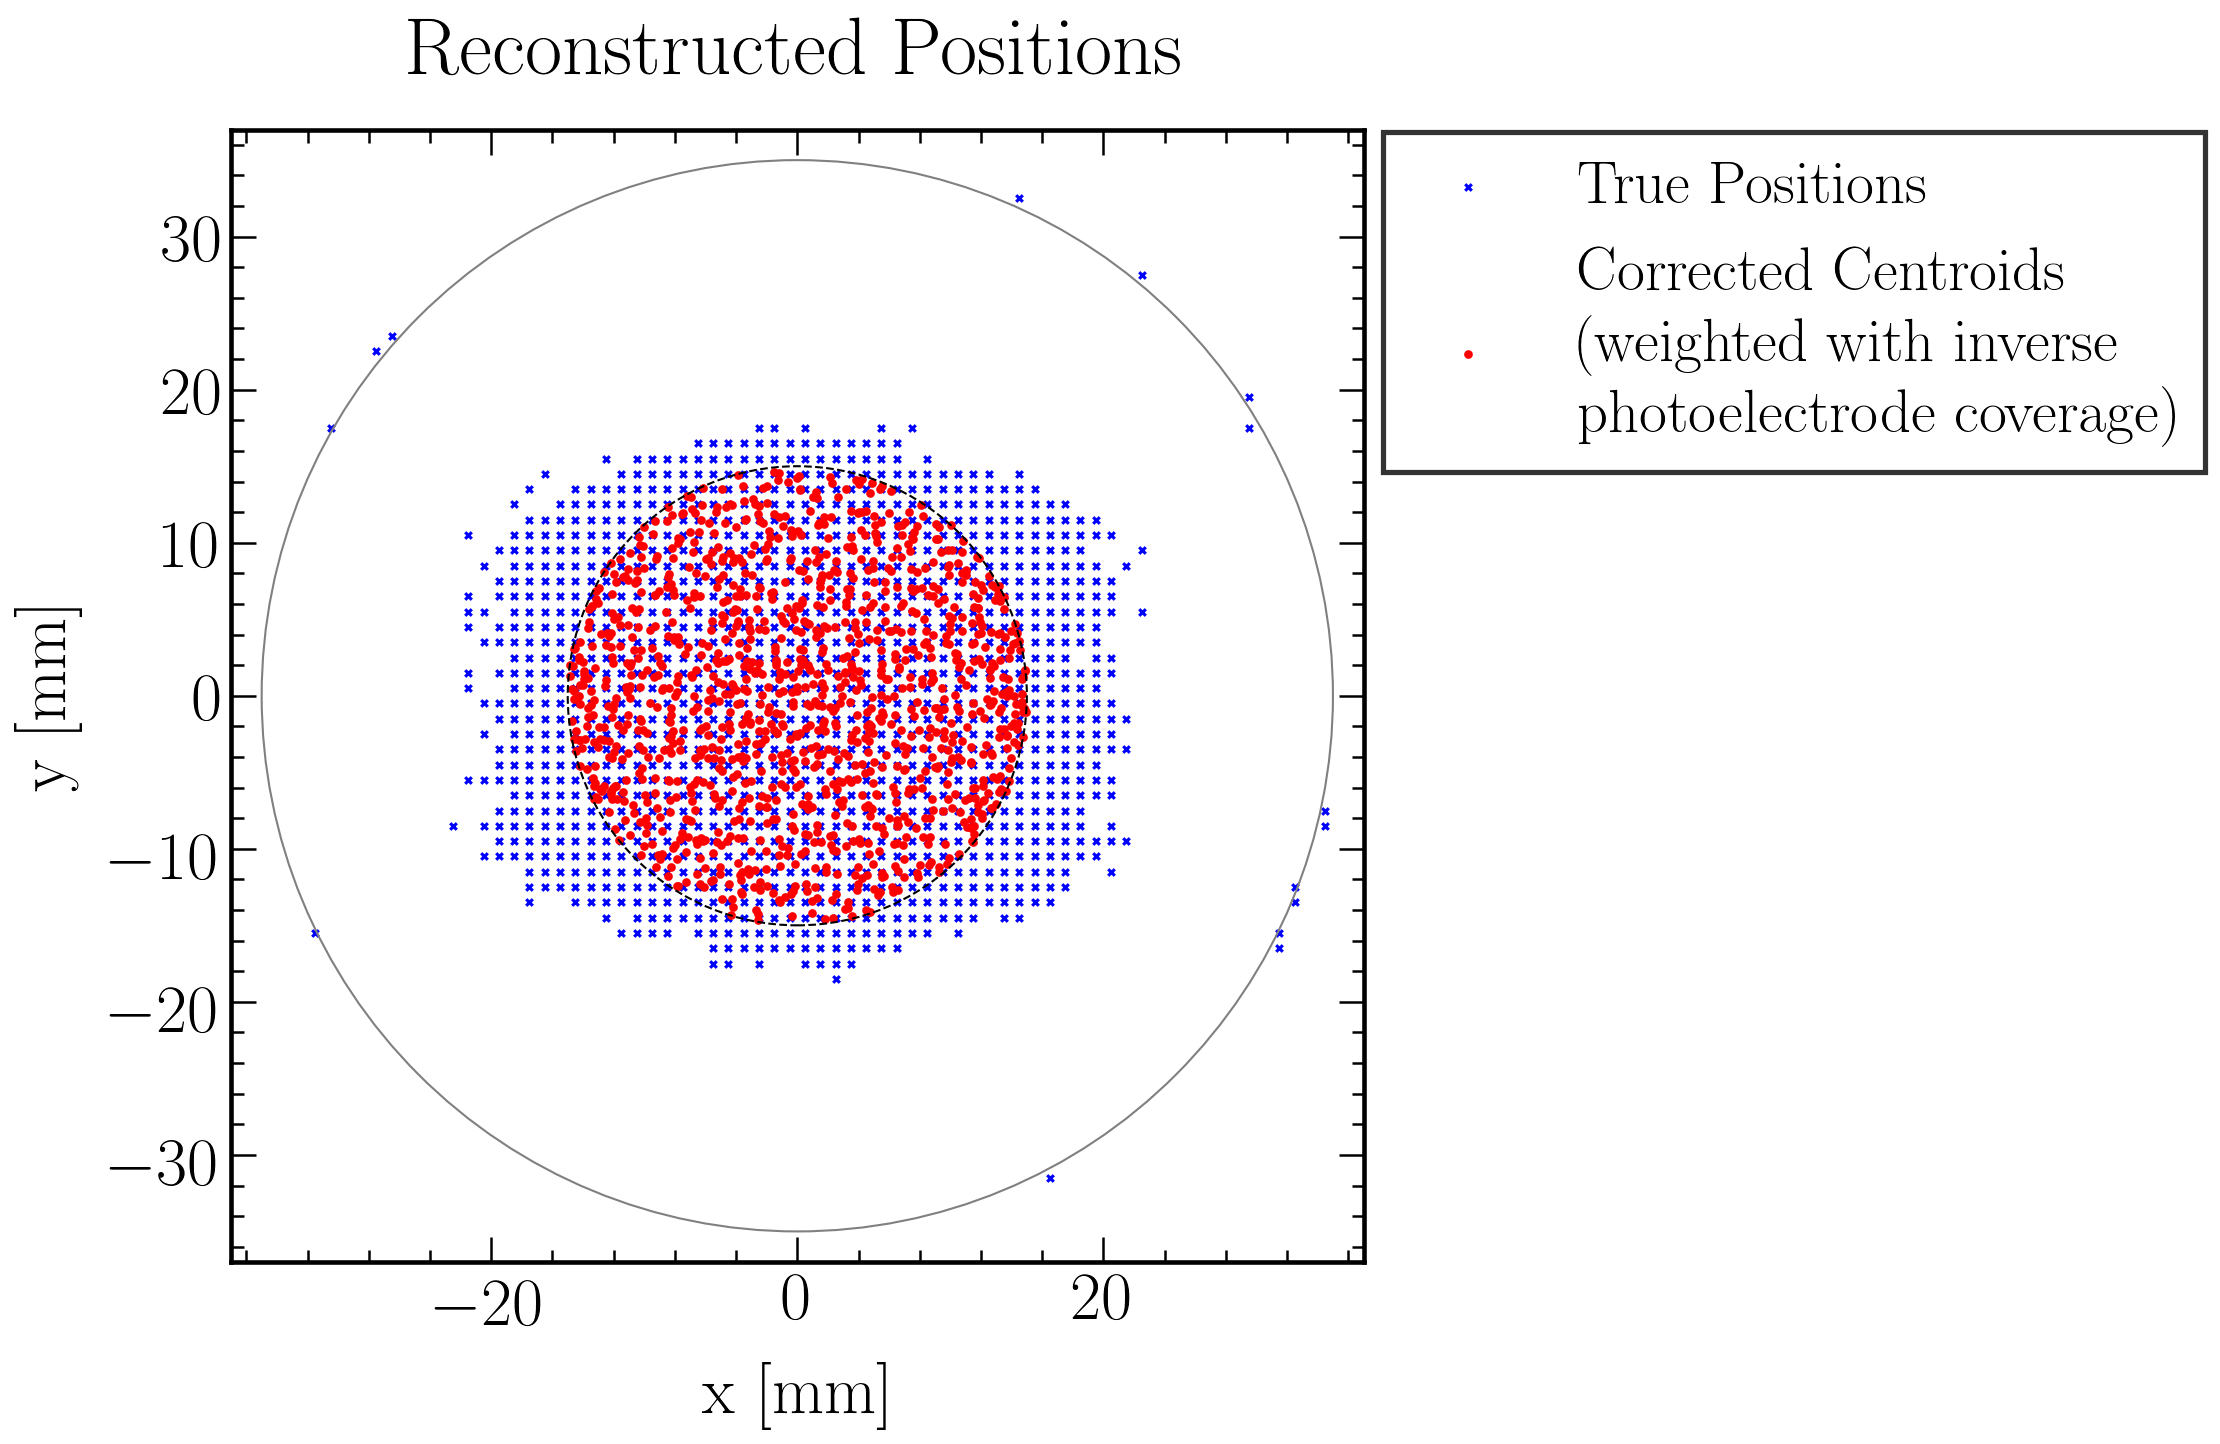 Reconstructed Positions
True Positions
Corrected Centroids
(weighted with inverse
photoelectrode coverage)
30
20
10
0
−10
−20
−30
y [mm]
−20 0 20
x [mm]